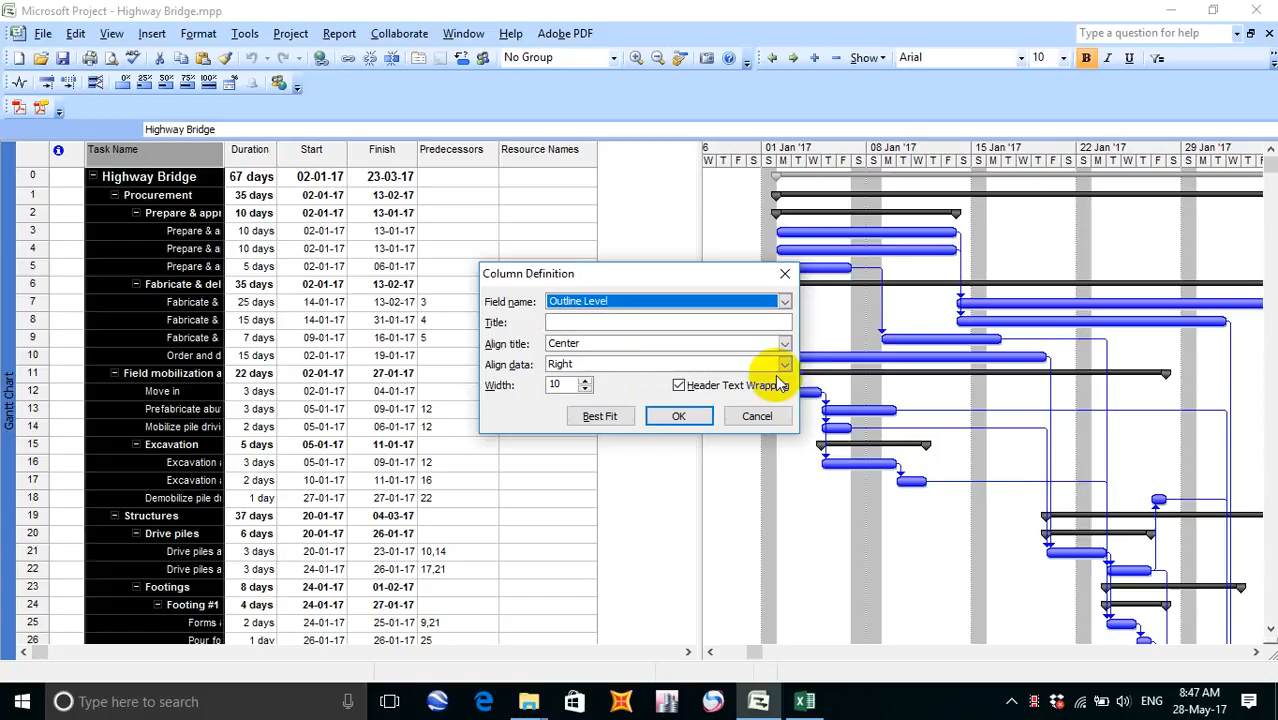 Microsoft Project - Highway Bridge.mpp
File Edit View Insert Format Tools Project Report Collaborate Window Help Adobe PDF
Type a question for help
No Group
Show
Arial
10
B I U
0% 25% 50% 75% 100%
Highway Bridge
Task Name Duration Start Finish Predecessors Resource Names
6 01 Jan '17 08 Jan '17 15 Jan '17 22 Jan '17 29 Jan '17
W T F S S M T W T F S S M T W T F S S M T W T F S S M T W T F S S M T W T F
0 Highway Bridge 67 days 02-01-17 23-03-17
1 Procurement 35 days 02-01-17 13-02-17
2 Prepare & appr 10 days 02-01-17 13-01-17
3 Prepare & a 10 days 02-01-17 13-01-17
4 Prepare & a 10 days 02-01-17 13-01-17
5 Prepare & a 5 days 02-01-17 06-01-17
6 Fabricate & del 35 days 02-01-17 13-02-17
7 Fabricate & 25 days 14-01-17 13-02-17 3
8 Fabricate & 15 days 14-01-17 31-01-17 4
9 Fabricate & 7 days 09-01-17 16-01-17 5
10 Order and d 15 days 02-01-17 19-01-17
11 Field mobilization a 22 days 02-01-17 27-01-17
12 Move in 3 days 02-01-17 04-01-17
13 Prefabricate abu 3 days 05-01-17 09-01-17 12
14 Mobilize pile drivi 2 days 05-01-17 06-01-17 12
15 Excavation 5 days 05-01-17 11-01-17
16 Excavation 3 days 05-01-17 09-01-17 12
17 Excavation 2 days 10-01-17 11-01-17 16
18 Demobilize pile dr 1 day 27-01-17 27-01-17 22
19 Structures 37 days 20-01-17 04-03-17
20 Drive piles 6 days 20-01-17 26-01-17
21 Drive piles a 3 days 20-01-17 23-01-17 10,14
22 Drive piles a 3 days 24-01-17 26-01-17 17,21
23 Footings 8 days 24-01-17 01-02-17
24 Footing #1 4 days 24-01-17 27-01-17
25 Forms 2 days 24-01-17 25-01-17 9,21
26 Pour fo 1 day 26-01-17 26-01-17 25
Gantt Chart
Column Definition
Field name: Outline Level
Title:
Align title: Center
Align data: Right
Width: 10
Header Text Wrapping
Best Fit OK Cancel
Type here to search
ENG
8:47 AM
28-May-17